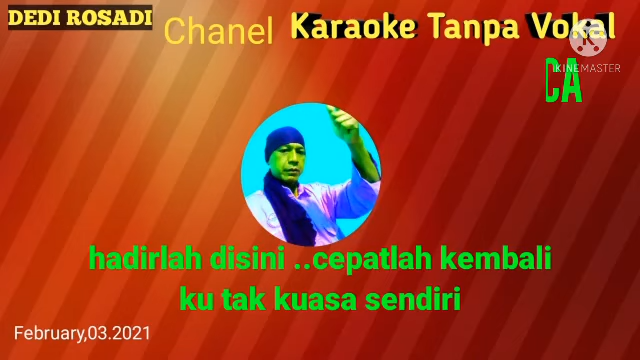 DEDI ROSADI
Chanel Karaoke Tanpa Vokal
KINEMASTER
CA
hadirlah disini ..cepatlah kembali
ku tak kuasa sendiri
February,03.2021